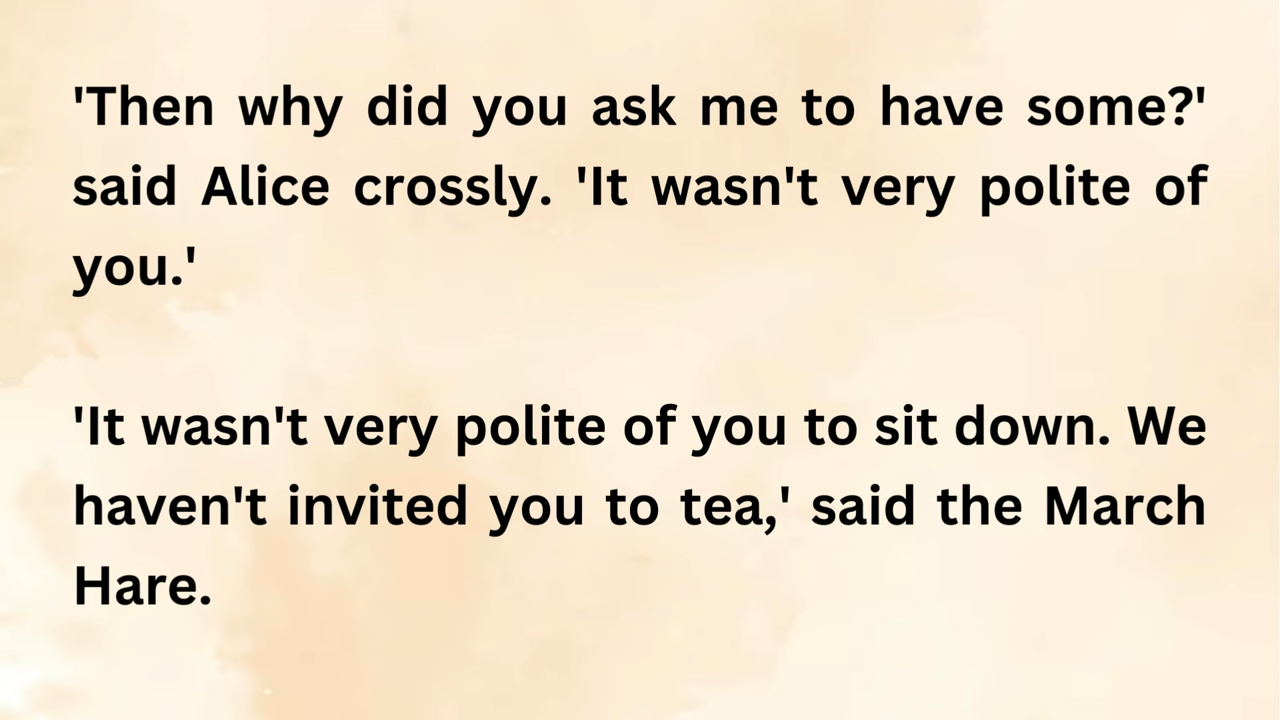 'Then why did you ask me to have some?'
said Alice crossly. 'It wasn't very polite of
you.'
'It wasn't very polite of you to sit down. We
haven't invited you to tea,' said the March
Hare.